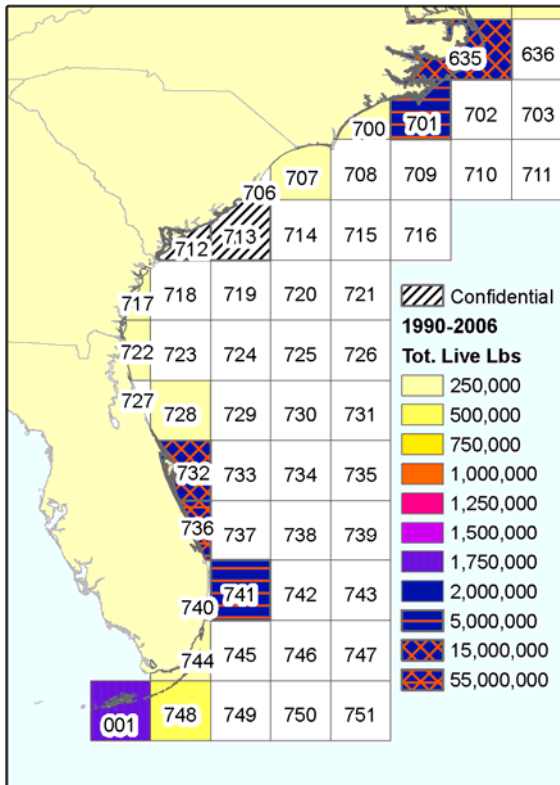 635 636
700 701 702 703
706 707 708 709 710 711
712 713 714 715 716
717 718 719 720 721
722 723 724 725 726
727 728 729 730 731
732 733 734 735
736 737 738 739
740 741 742 743
744 745 746 747
001 748 749 750 751
Confidential
1990-2006
Tot. Live Lbs
250,000
500,000
750,000
1,000,000
1,250,000
1,500,000
1,750,000
2,000,000
5,000,000
15,000,000
55,000,000